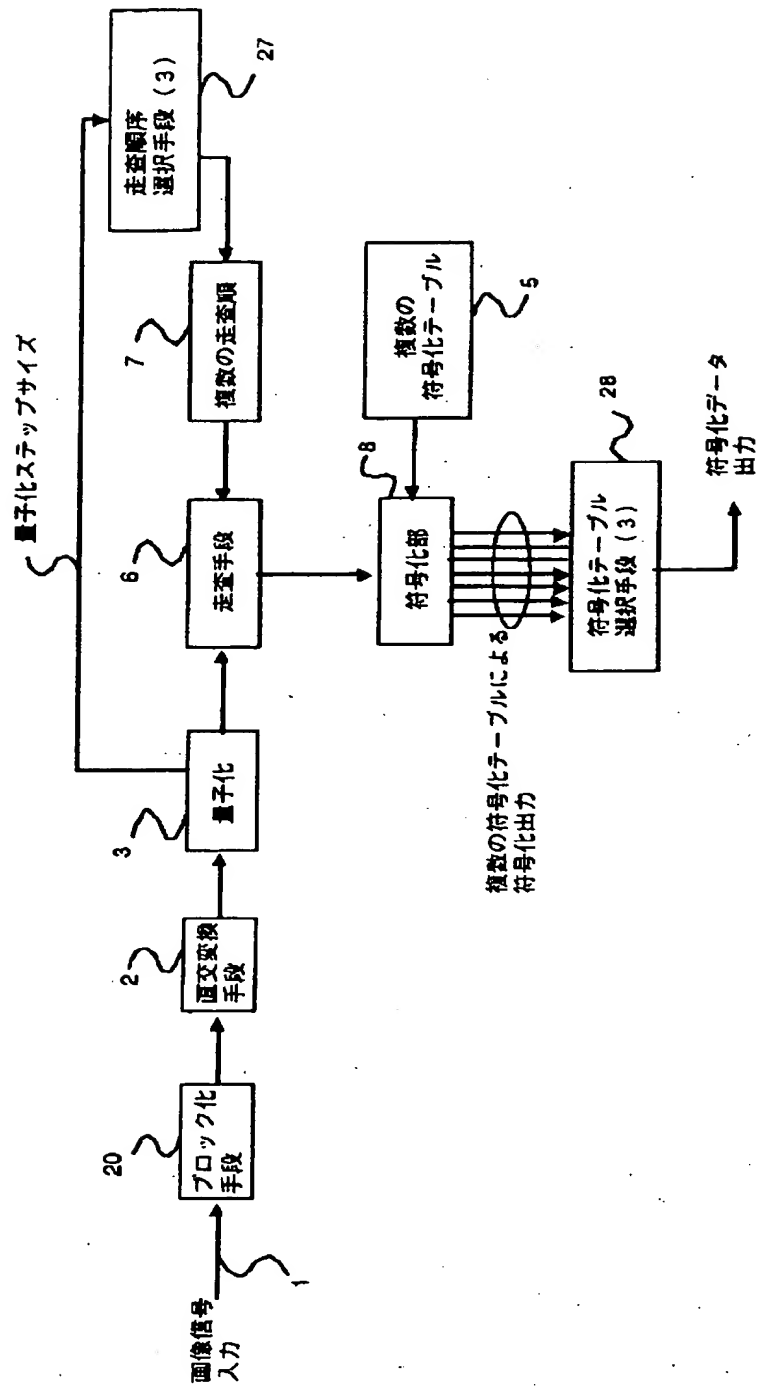 画像信号
入力
1
20
ブロック化
手段
2
直交変換
手段
3
量子化
量子化ステップサイズ
6
走査手段
7
複数の走査順
走査順序
選択手段 (3)
27
8
符号化部
複数の
符号化テーブル
5
複数の符号化テーブルによる
符号化出力
符号化テーブル
選択手段 (3)
28
符号化データ
出力